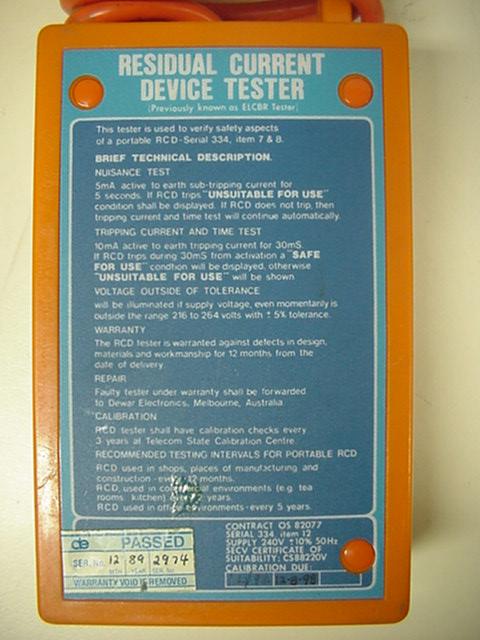 RESIDUAL CURRENT
DEVICE TESTER
(Previously known as ELCBR Tester)
This tester is used to verify safety aspects
of a portable RCD-Serial 334, item 7 & 8.
BRIEF TECHNICAL DESCRIPTION.
NUISANCE TEST
5mA active to earth sub-tripping current for
5 seconds. If RCD trips "UNSUITABLE FOR USE"
condition shall be displayed. If RCD does not trip, then
tripping current and time test will continue automatically.
TRIPPING CURRENT AND TIME TEST
10mA active to earth tripping current for 30mS.
If RCD trips during 30mS from activation a "SAFE
FOR USE" condition will be displayed, otherwise
"UNSUITABLE FOR USE" will be shown
VOLTAGE OUTSIDE OF TOLERANCE
will be illuminated if supply voltage, even momentarily is
outside the range 216 to 264 volts with ± 5% tolerance.
WARRANTY
The RCD tester is warranted against defects in design,
materials and workmanship for 12 months from the
date of delivery.
REPAIR
Faulty tester under warranty shall be forwarded
to Dewar Electronics, Melbourne, Australia.
CALIBRATION
RCD tester shall have calibration checks every
3 years at Telecom State Calibration Centre.
RECOMMENDED TESTING INTERVALS FOR PORTABLE RCD
RCD used in shops, places of manufacturing and
construction - months.
RCD used in environments (e.g. tea
rooms kitchen) years.
RCD used in - every 5 years.
de PASSED
SER. No. 12 89 2974
MTH YEAR SER. No
WARRANTY VOID IF REMOVED
CONTRACT OS 82077
SERIAL 334, item 12
SUPPLY 240V ±10% 50Hz
SECV CERTIFICATE OF
SUITABILITY: CS88220V
CALIBRATION DUE:
12-8-98